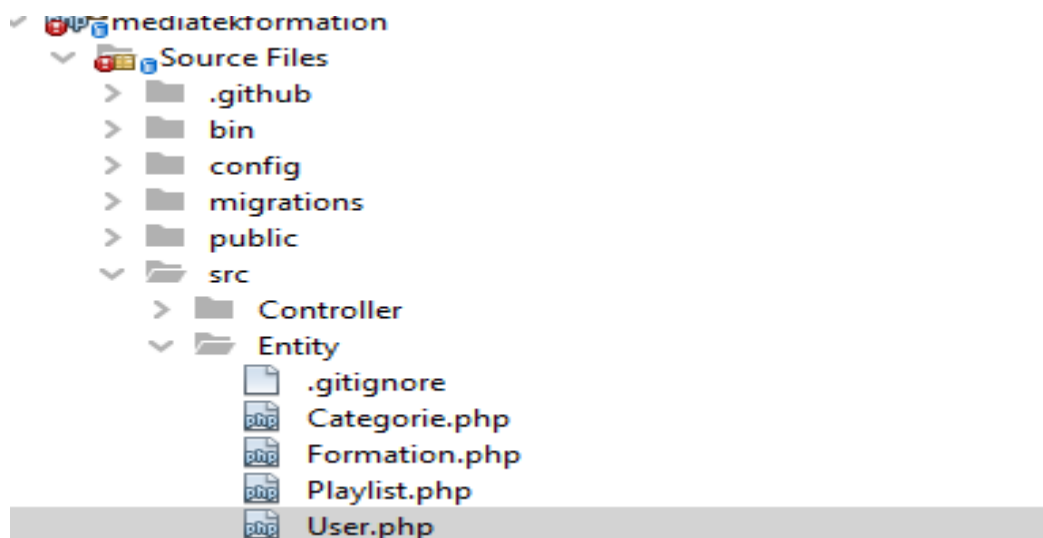 mediatekformation
Source Files
.github
bin
config
migrations
public
src
Controller
Entity
.gitignore
Categorie.php
Formation.php
Playlist.php
User.php